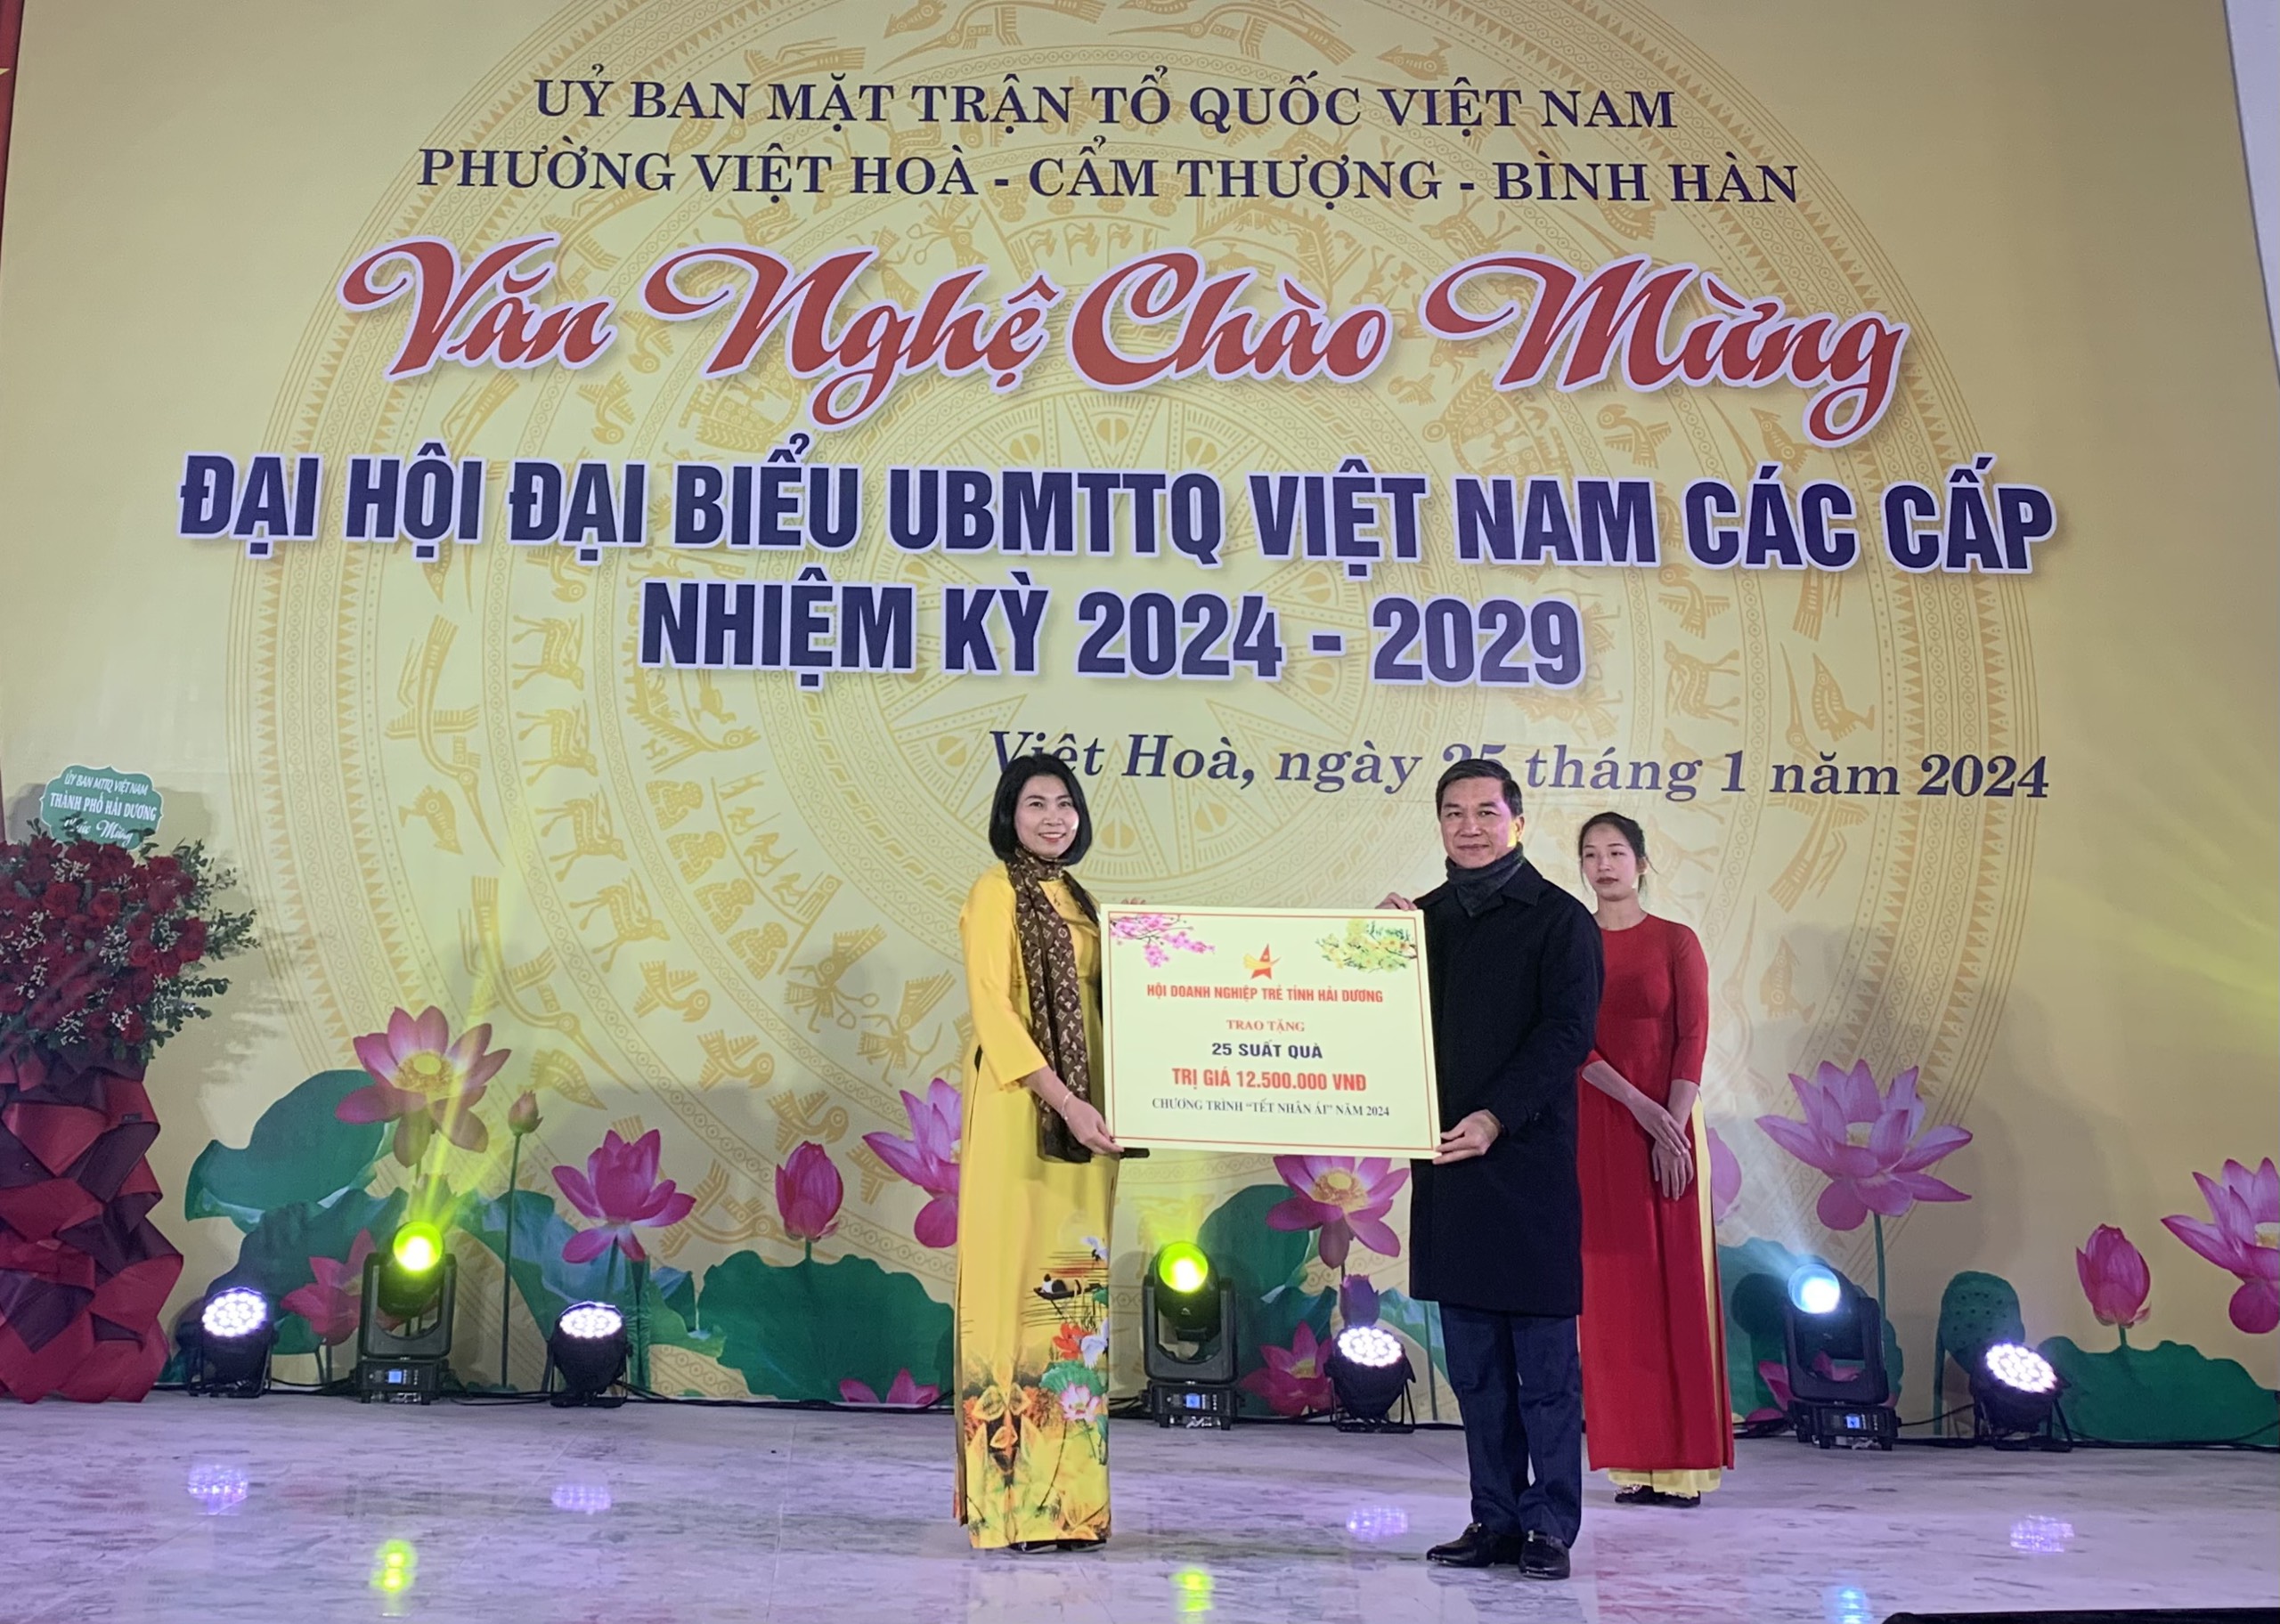 UỶ BAN MẶT TRẬN TỔ QUỐC VIỆT NAM
PHƯỜNG VIỆT HOÀ - CẨM THƯỢNG - BÌNH HÀN
Văn Nghệ Chào Mừng
ĐẠI HỘI ĐẠI BIỂU UBMTTQ VIỆT NAM CÁC CẤP
NHIỆM KỲ 2024 - 2029
Việt Hoà, ngày 25 tháng 1 năm 2024
ỦY BAN MTTQ VIỆT NAM
THÀNH PHỐ HẢI DƯƠNG
Chúc Mừng
HỘI DOANH NGHIỆP TRẺ TỈNH HẢI DƯƠNG
TRAO TẶNG
25 SUẤT QUÀ
TRỊ GIÁ 12.500.000 VNĐ
CHƯƠNG TRÌNH "TẾT NHÂN ÁI" NĂM 2024